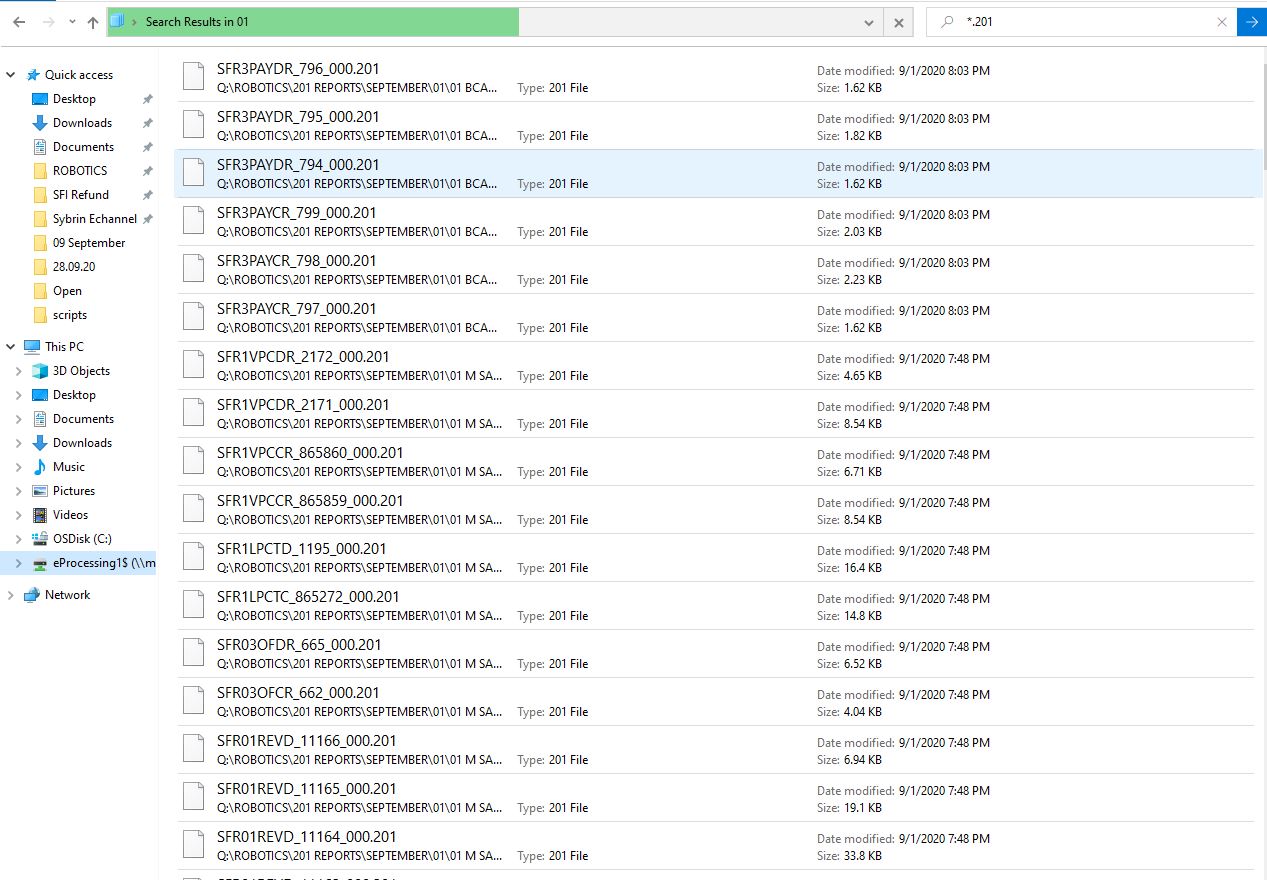 Search Results in 01
*.201
Quick access
Desktop
Downloads
Documents
ROBOTICS
SFI Refund
Sybrin Echannel
09 September
28.09.20
Open
scripts
This PC
3D Objects
Desktop
Documents
Downloads
Music
Pictures
Videos
OSDisk (C:)
eProcessing1$ (\\m
Network
SFR3PAYDR_796_000.201
Date modified: 9/1/2020 8:03 PM
Q:\ROBOTICS\201 REPORTS\SEPTEMBER\01\01 BCA... Type: 201 File Size: 1.62 KB
SFR3PAYDR_795_000.201
Date modified: 9/1/2020 8:03 PM
Q:\ROBOTICS\201 REPORTS\SEPTEMBER\01\01 BCA... Type: 201 File Size: 1.82 KB
SFR3PAYDR_794_000.201
Date modified: 9/1/2020 8:03 PM
Q:\ROBOTICS\201 REPORTS\SEPTEMBER\01\01 BCA... Type: 201 File Size: 1.62 KB
SFR3PAYCR_799_000.201
Date modified: 9/1/2020 8:03 PM
Q:\ROBOTICS\201 REPORTS\SEPTEMBER\01\01 BCA... Type: 201 File Size: 2.03 KB
SFR3PAYCR_798_000.201
Date modified: 9/1/2020 8:03 PM
Q:\ROBOTICS\201 REPORTS\SEPTEMBER\01\01 BCA... Type: 201 File Size: 2.23 KB
SFR3PAYCR_797_000.201
Date modified: 9/1/2020 8:03 PM
Q:\ROBOTICS\201 REPORTS\SEPTEMBER\01\01 BCA... Type: 201 File Size: 1.62 KB
SFR1VPCDR_2172_000.201
Date modified: 9/1/2020 7:48 PM
Q:\ROBOTICS\201 REPORTS\SEPTEMBER\01\01 M SA... Type: 201 File Size: 4.65 KB
SFR1VPCDR_2171_000.201
Date modified: 9/1/2020 7:48 PM
Q:\ROBOTICS\201 REPORTS\SEPTEMBER\01\01 M SA... Type: 201 File Size: 8.54 KB
SFR1VPCCR_865860_000.201
Date modified: 9/1/2020 7:48 PM
Q:\ROBOTICS\201 REPORTS\SEPTEMBER\01\01 M SA... Type: 201 File Size: 6.71 KB
SFR1VPCCR_865859_000.201
Date modified: 9/1/2020 7:48 PM
Q:\ROBOTICS\201 REPORTS\SEPTEMBER\01\01 M SA... Type: 201 File Size: 8.54 KB
SFR1LPCTD_1195_000.201
Date modified: 9/1/2020 7:48 PM
Q:\ROBOTICS\201 REPORTS\SEPTEMBER\01\01 M SA... Type: 201 File Size: 16.4 KB
SFR1LPCTC_865272_000.201
Date modified: 9/1/2020 7:48 PM
Q:\ROBOTICS\201 REPORTS\SEPTEMBER\01\01 M SA... Type: 201 File Size: 14.8 KB
SFR03OFDR_665_000.201
Date modified: 9/1/2020 7:48 PM
Q:\ROBOTICS\201 REPORTS\SEPTEMBER\01\01 M SA... Type: 201 File Size: 6.52 KB
SFR03OFCR_662_000.201
Date modified: 9/1/2020 7:48 PM
Q:\ROBOTICS\201 REPORTS\SEPTEMBER\01\01 M SA... Type: 201 File Size: 4.04 KB
SFR01REVD_11166_000.201
Date modified: 9/1/2020 7:48 PM
Q:\ROBOTICS\201 REPORTS\SEPTEMBER\01\01 M SA... Type: 201 File Size: 6.94 KB
SFR01REVD_11165_000.201
Date modified: 9/1/2020 7:48 PM
Q:\ROBOTICS\201 REPORTS\SEPTEMBER\01\01 M SA... Type: 201 File Size: 19.1 KB
SFR01REVD_11164_000.201
Date modified: 9/1/2020 7:48 PM
Q:\ROBOTICS\201 REPORTS\SEPTEMBER\01\01 M SA... Type: 201 File Size: 33.8 KB